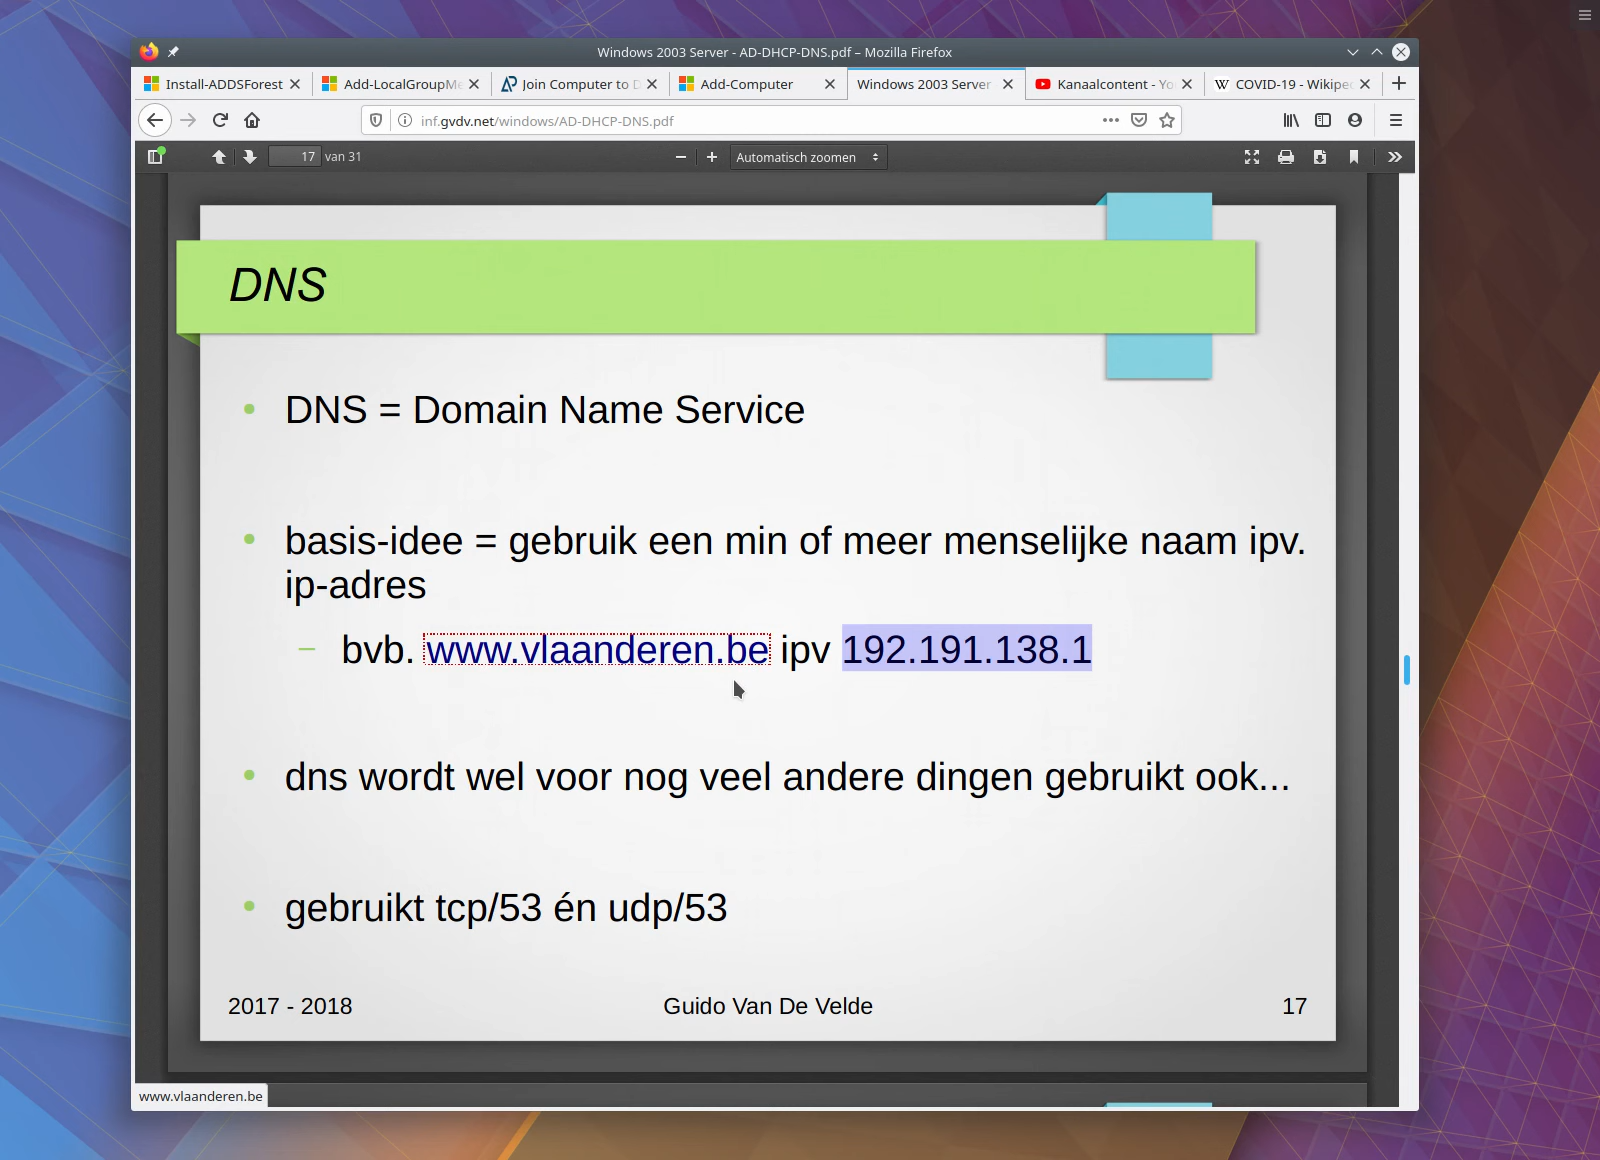 Windows 2003 Server - AD-DHCP-DNS.pdf – Mozilla Firefox
Install-ADDSForest
Add-LocalGroupMe
Join Computer to D
Add-Computer
Windows 2003 Server
Kanaalcontent - Yo
COVID-19 - Wikipe
inf.gvdv.net/windows/AD-DHCP-DNS.pdf
17 van 31
Automatisch zoomen
DNS
DNS = Domain Name Service
basis-idee = gebruik een min of meer menselijke naam ipv.
ip-adres
bvb. www.vlaanderen.be ipv 192.191.138.1
dns wordt wel voor nog veel andere dingen gebruikt ook...
gebruikt tcp/53 én udp/53
2017 - 2018
Guido Van De Velde
17
www.vlaanderen.be